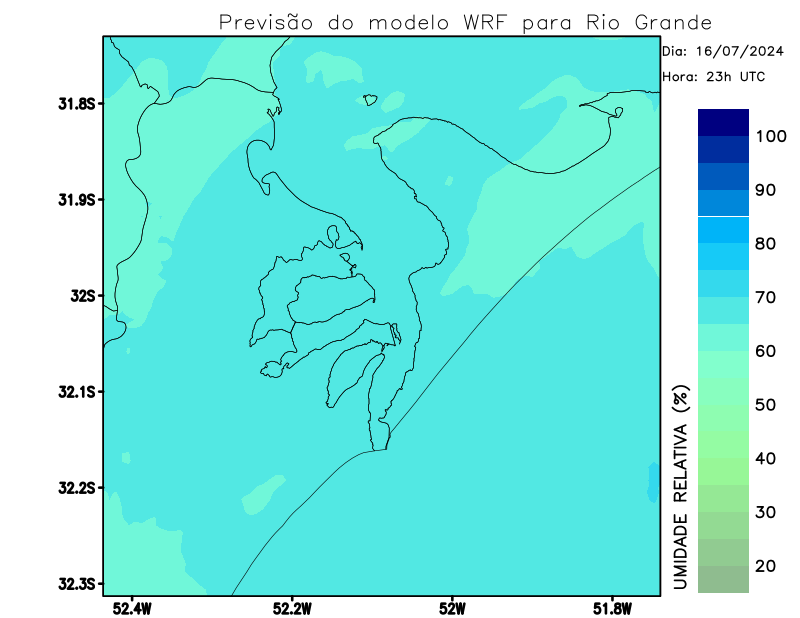 Previsão do modelo WRF para Rio Grande
Dia: 16/07/2024
Hora: 23h UTC
31.8S
31.9S
32S
32.1S
32.2S
32.3S
52.4W
52.2W
52W
51.8W
100
90
80
70
60
50
40
30
20
UMIDADE RELATIVA (%)